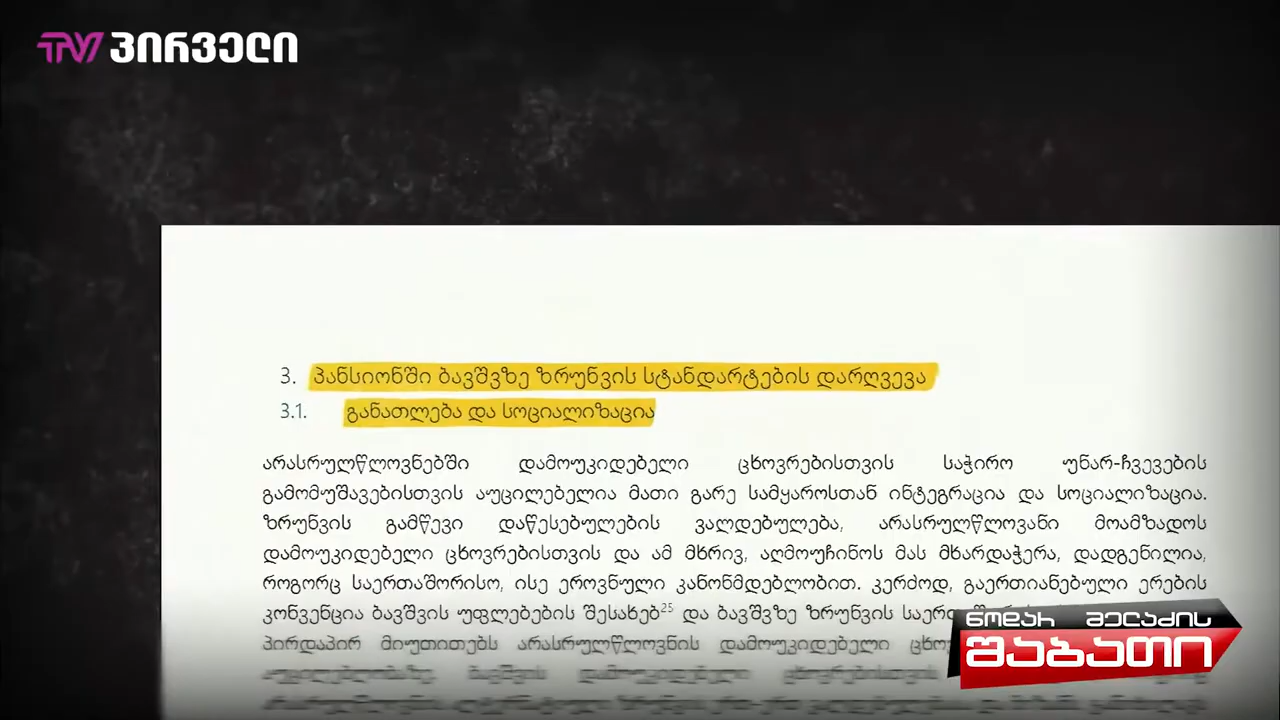 TV პირველი
3. პანსიონში ბავშვზე ზრუნვის სტანდარტების დარღვევა
3.1. განათლება და სოციალიზაცია
არასრულწლოვნებში დამოუკიდებელი ცხოვრებისთვის საჭირო უნარ-ჩვევების
გამომუშავებისთვის აუცილებელია მათი გარე სამყაროსთან ინტეგრაცია და სოციალიზაცია.
ზრუნვის გამწევი დაწესებულების ვალდებულება, არასრულწლოვანი მოამზადოს
დამოუკიდებელი ცხოვრებისთვის და ამ მხრივ, აღმოუჩინოს მას მხარდაჭერა, დადგენილია,
როგორც საერთაშორისო, ისე ეროვნული კანონმდებლობით. კერძოდ, გაერთიანებული ერების
კონვენცია ბავშვის უფლებების შესახებ25 და ბავშვზე ზრუნვის
პირდაპირ მიუთითებს არასრულწლოვნის დამოუკიდებელი
ნოდარ მელაძის
შაბათი